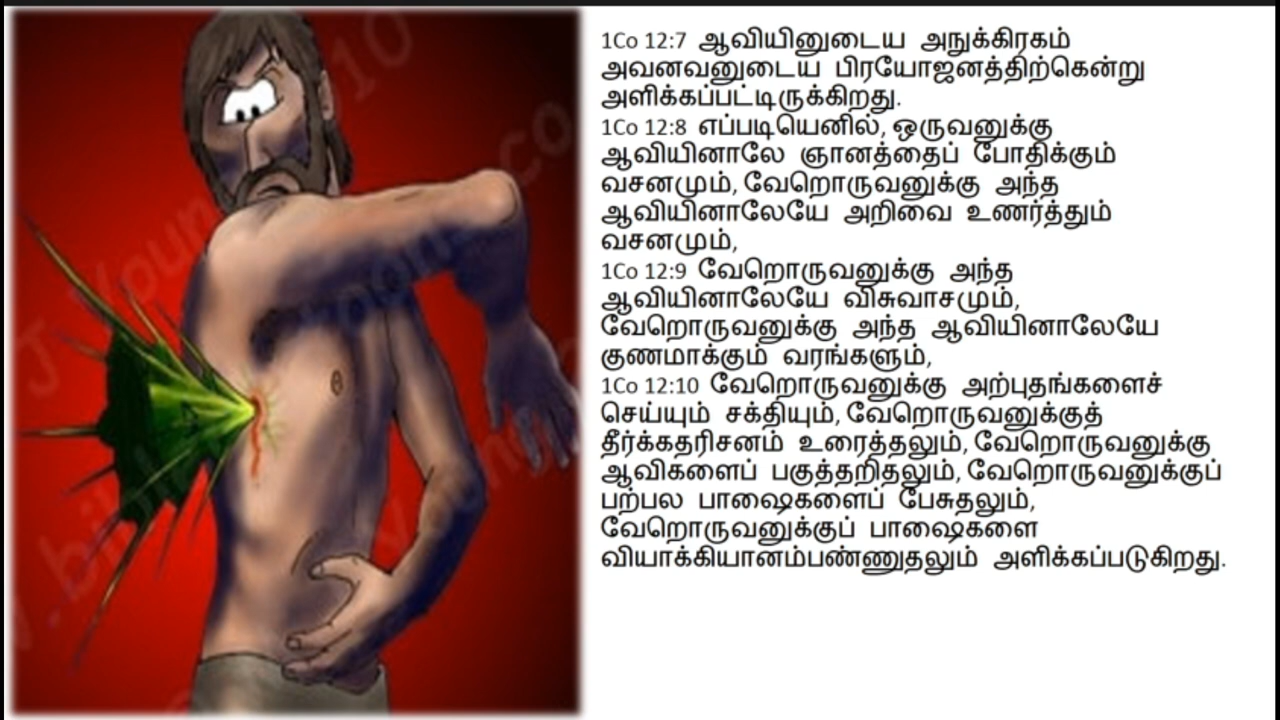 1Co 12:7 ஆவியினுடைய அநுக்கிரகம்
அவனவனுடைய பிரயோஜனத்திற்கென்று
அளிக்கப்பட்டிருக்கிறது.
1Co 12:8 எப்படியெனில், ஒருவனுக்கு
ஆவியினாலே ஞானத்தைப் போதிக்கும்
வசனமும், வேறொருவனுக்கு அந்த
ஆவியினாலேயே அறிவை உணர்த்தும்
வசனமும்,
1Co 12:9 வேறொருவனுக்கு அந்த
ஆவியினாலேயே விசுவாசமும்,
வேறொருவனுக்கு அந்த ஆவியினாலேயே
குணமாக்கும் வரங்களும்,
1Co 12:10 வேறொருவனுக்கு அற்புதங்களைச்
செய்யும் சக்தியும், வேறொருவனுக்குத்
தீர்க்கதரிசனம் உரைத்தலும், வேறொருவனுக்கு
ஆவிகளைப் பகுத்தறிதலும், வேறொருவனுக்குப்
பற்பல பாஷைகளைப் பேசுதலும்,
வேறொருவனுக்குப் பாஷைகளை
வியாக்கியானம்பண்ணுதலும் அளிக்கப்படுகிறது.